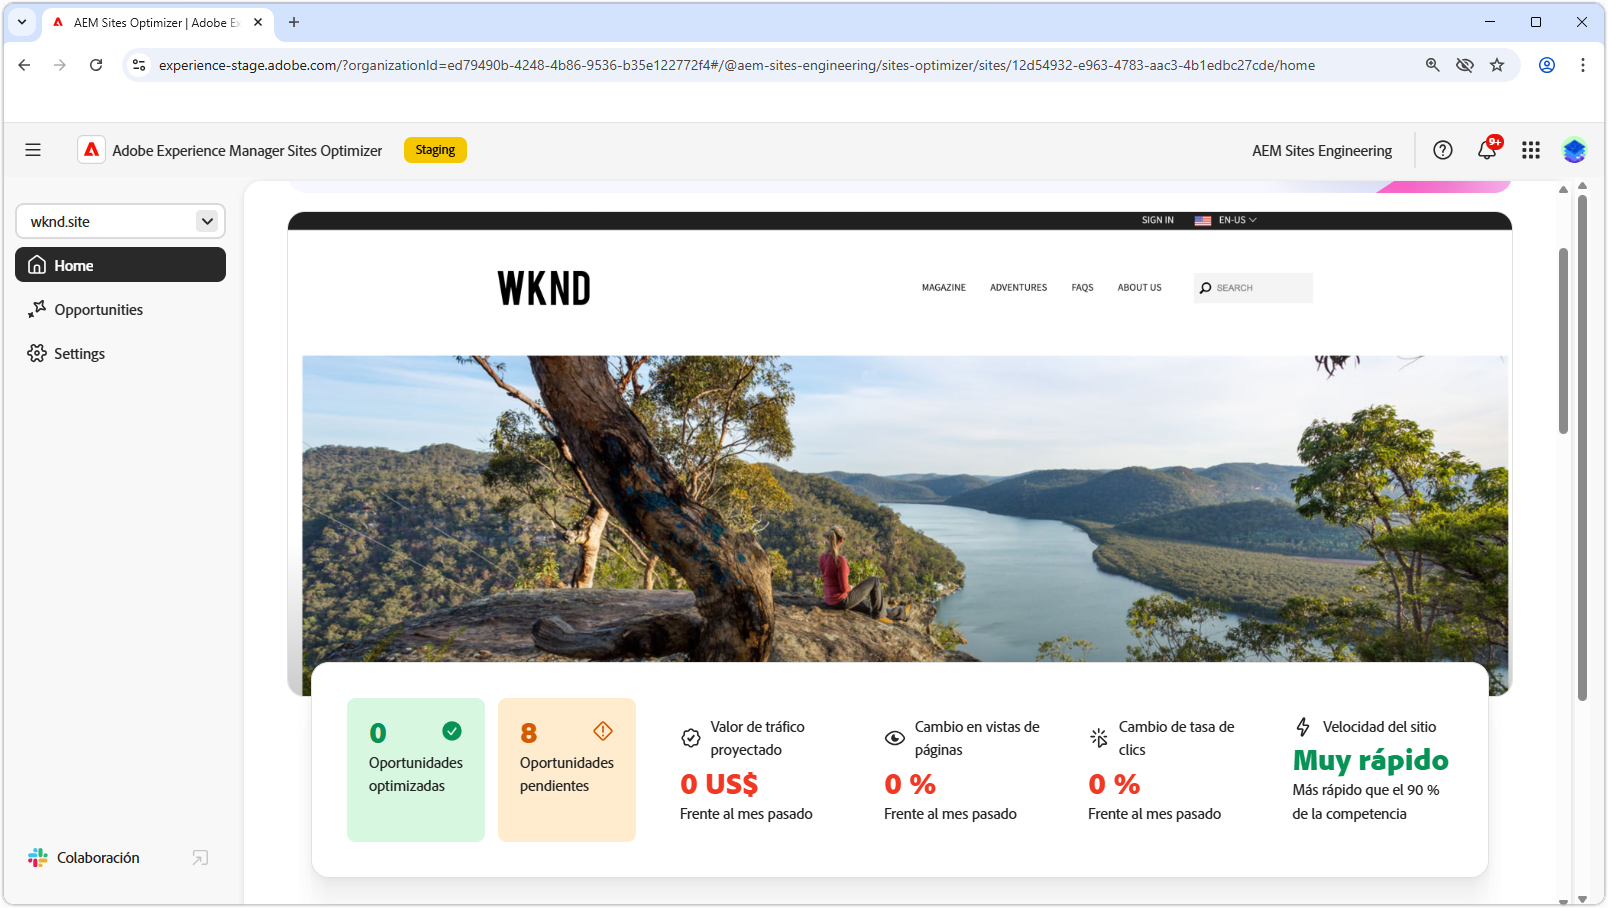 AEM Sites Optimizer | Adobe Ex
experience-stage.adobe.com/?organizationId=ed79490b-4248-4b86-9536-b35e122772f4#/@aem-sites-engineering/sites-optimizer/sites/12d54932-e963-4783-aac3-4b1edbc27cde/home
Adobe Experience Manager Sites Optimizer
Staging
AEM Sites Engineering
9+
wknd.site
Home
Opportunities
Settings
Colaboración
SIGN IN
EN-US
WKND
MAGAZINE
ADVENTURES
FAQS
ABOUT US
SEARCH
0
Oportunidades
optimizadas
8
Oportunidades
pendientes
Valor de tráfico
proyectado
0 US$
Frente al mes pasado
Cambio en vistas de
páginas
0 %
Frente al mes pasado
Cambio de tasa de
clics
0 %
Frente al mes pasado
Velocidad del sitio
Muy rápido
Más rápido que el 90 %
de la competencia